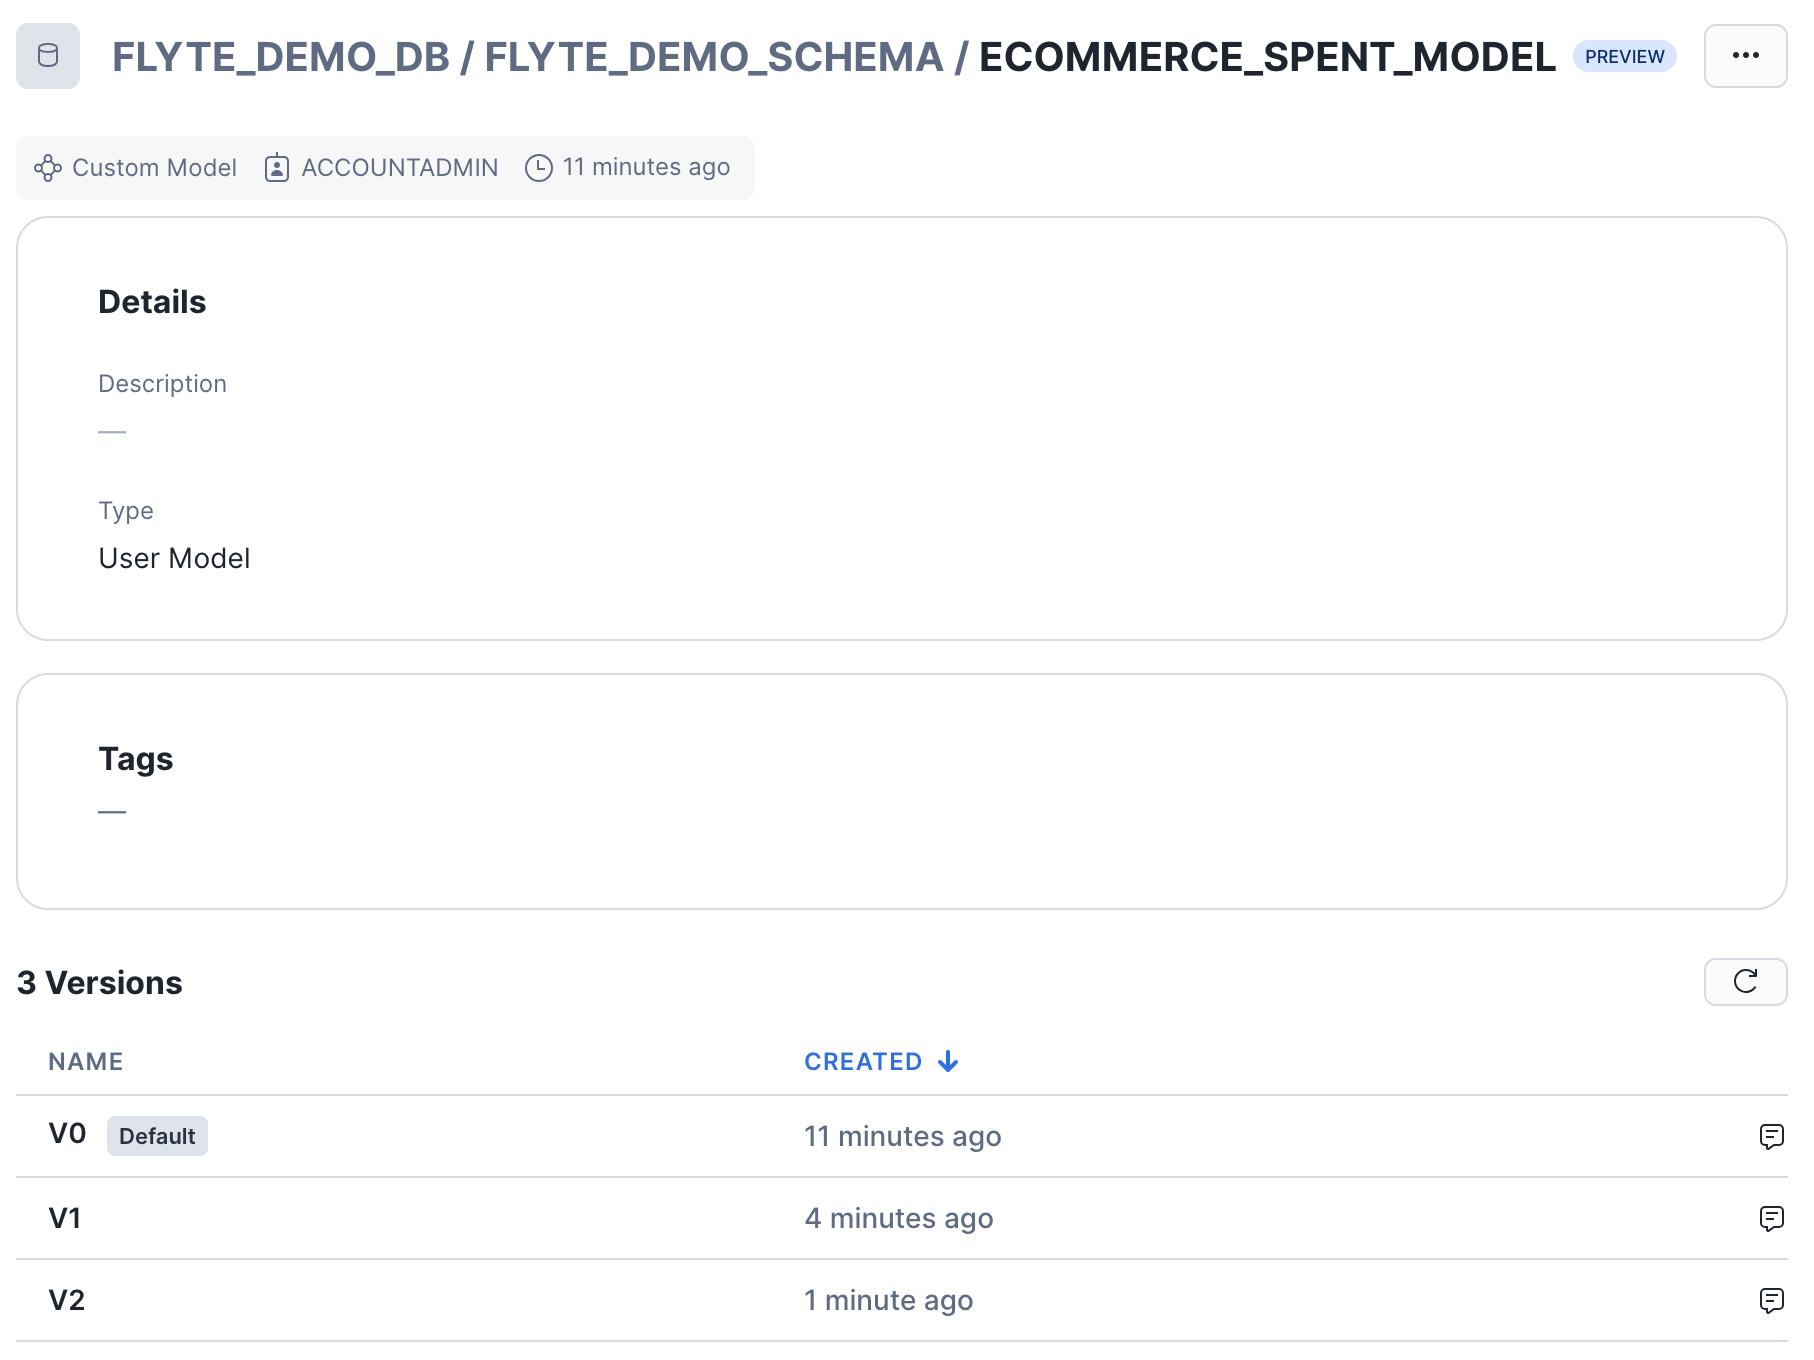 FLYTE_DEMO_DB / FLYTE_DEMO_SCHEMA / ECOMMERCE_SPENT_MODEL PREVIEW
Custom Model ACCOUNTADMIN 11 minutes ago
Details
Description
—
Type
User Model
Tags
—
3 Versions
NAME CREATED
V0 Default 11 minutes ago
V1 4 minutes ago
V2 1 minute ago